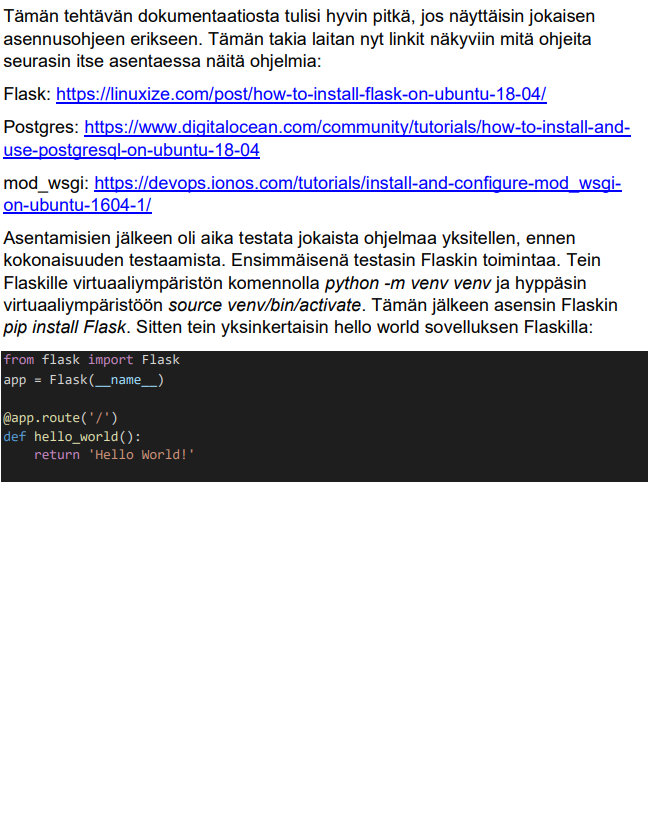 Tämän tehtävän dokumentaatiosta tulisi hyvin pitkä, jos näyttäisin jokaisen
asennusohjeen erikseen. Tämän takia laitan nyt linkit näkyviin mitä ohjeita
seurasin itse asentaessa näitä ohjelmia:
Flask: https://linuxize.com/post/how-to-install-flask-on-ubuntu-18-04/
Postgres: https://www.digitalocean.com/community/tutorials/how-to-install-and-
use-postgresql-on-ubuntu-18-04
mod_wsgi: https://devops.ionos.com/tutorials/install-and-configure-mod_wsgi-
on-ubuntu-1604-1/
Asentamisien jälkeen oli aika testata jokaista ohjelmaa yksitellen, ennen
kokonaisuuden testaamista. Ensimmäisenä testasin Flaskin toimintaa. Tein
Flaskille virtuaaliympäristön komennolla python -m venv venv ja hyppäsin
virtuaaliympäristöön source venv/bin/activate. Tämän jälkeen asensin Flaskin
pip install Flask. Sitten tein yksinkertaisin hello world sovelluksen Flaskilla:
from flask import Flask
app = Flask(__name__)
@app.route('/')
def hello_world():
    return 'Hello World!'